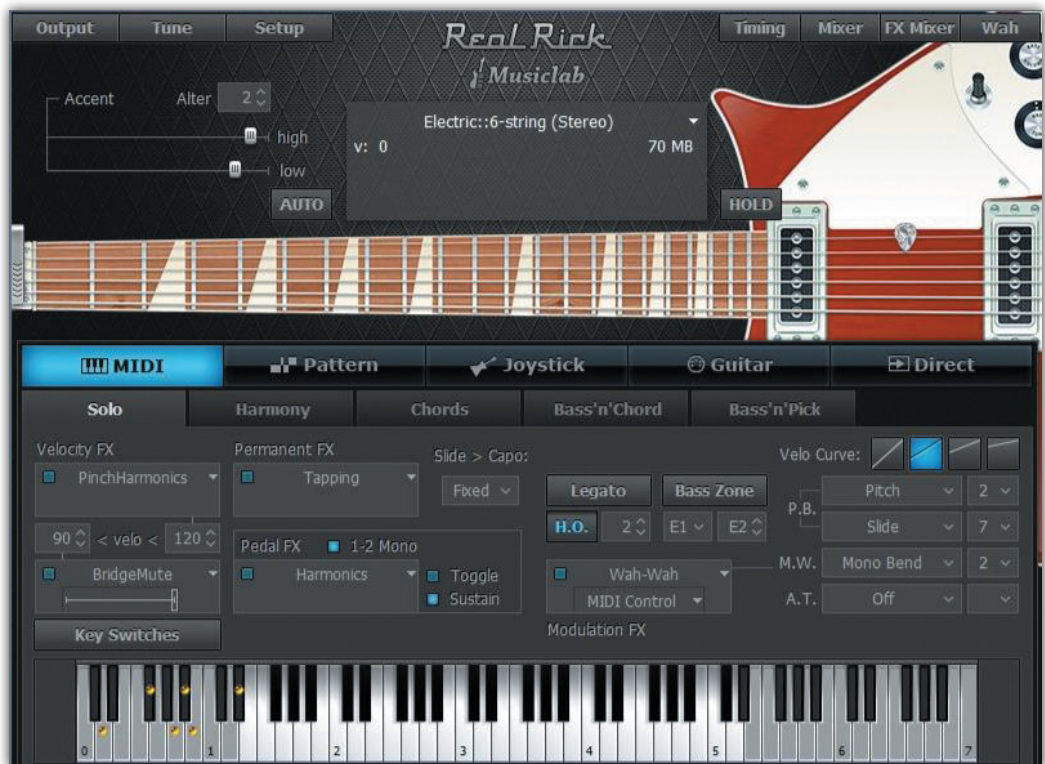 Output Tune Setup Real Rick Timing Mixer FX Mixer Wah
Musiclab
Accent Alter 2
high
low
AUTO
Electric::6-string (Stereo)
v: 0 70 MB
HOLD
MIDI Pattern Joystick Guitar Direct
Solo Harmony Chords Bass'n'Chord Bass'n'Pick
Velocity FX Permanent FX Slide > Capo: Velo Curve:
PinchHarmonics Tapping Fixed Legato Bass Zone P.B. Pitch 2
90 < velo < 120 H.O. 2 E1 E2 Slide 7
Pedal FX 1-2 Mono
BridgeMute Harmonics Toggle Wah-Wah M.W. Mono Bend 2
Sustain MIDI Control A.T. Off
Key Switches Modulation FX
0 1 2 3 4 5 6 7